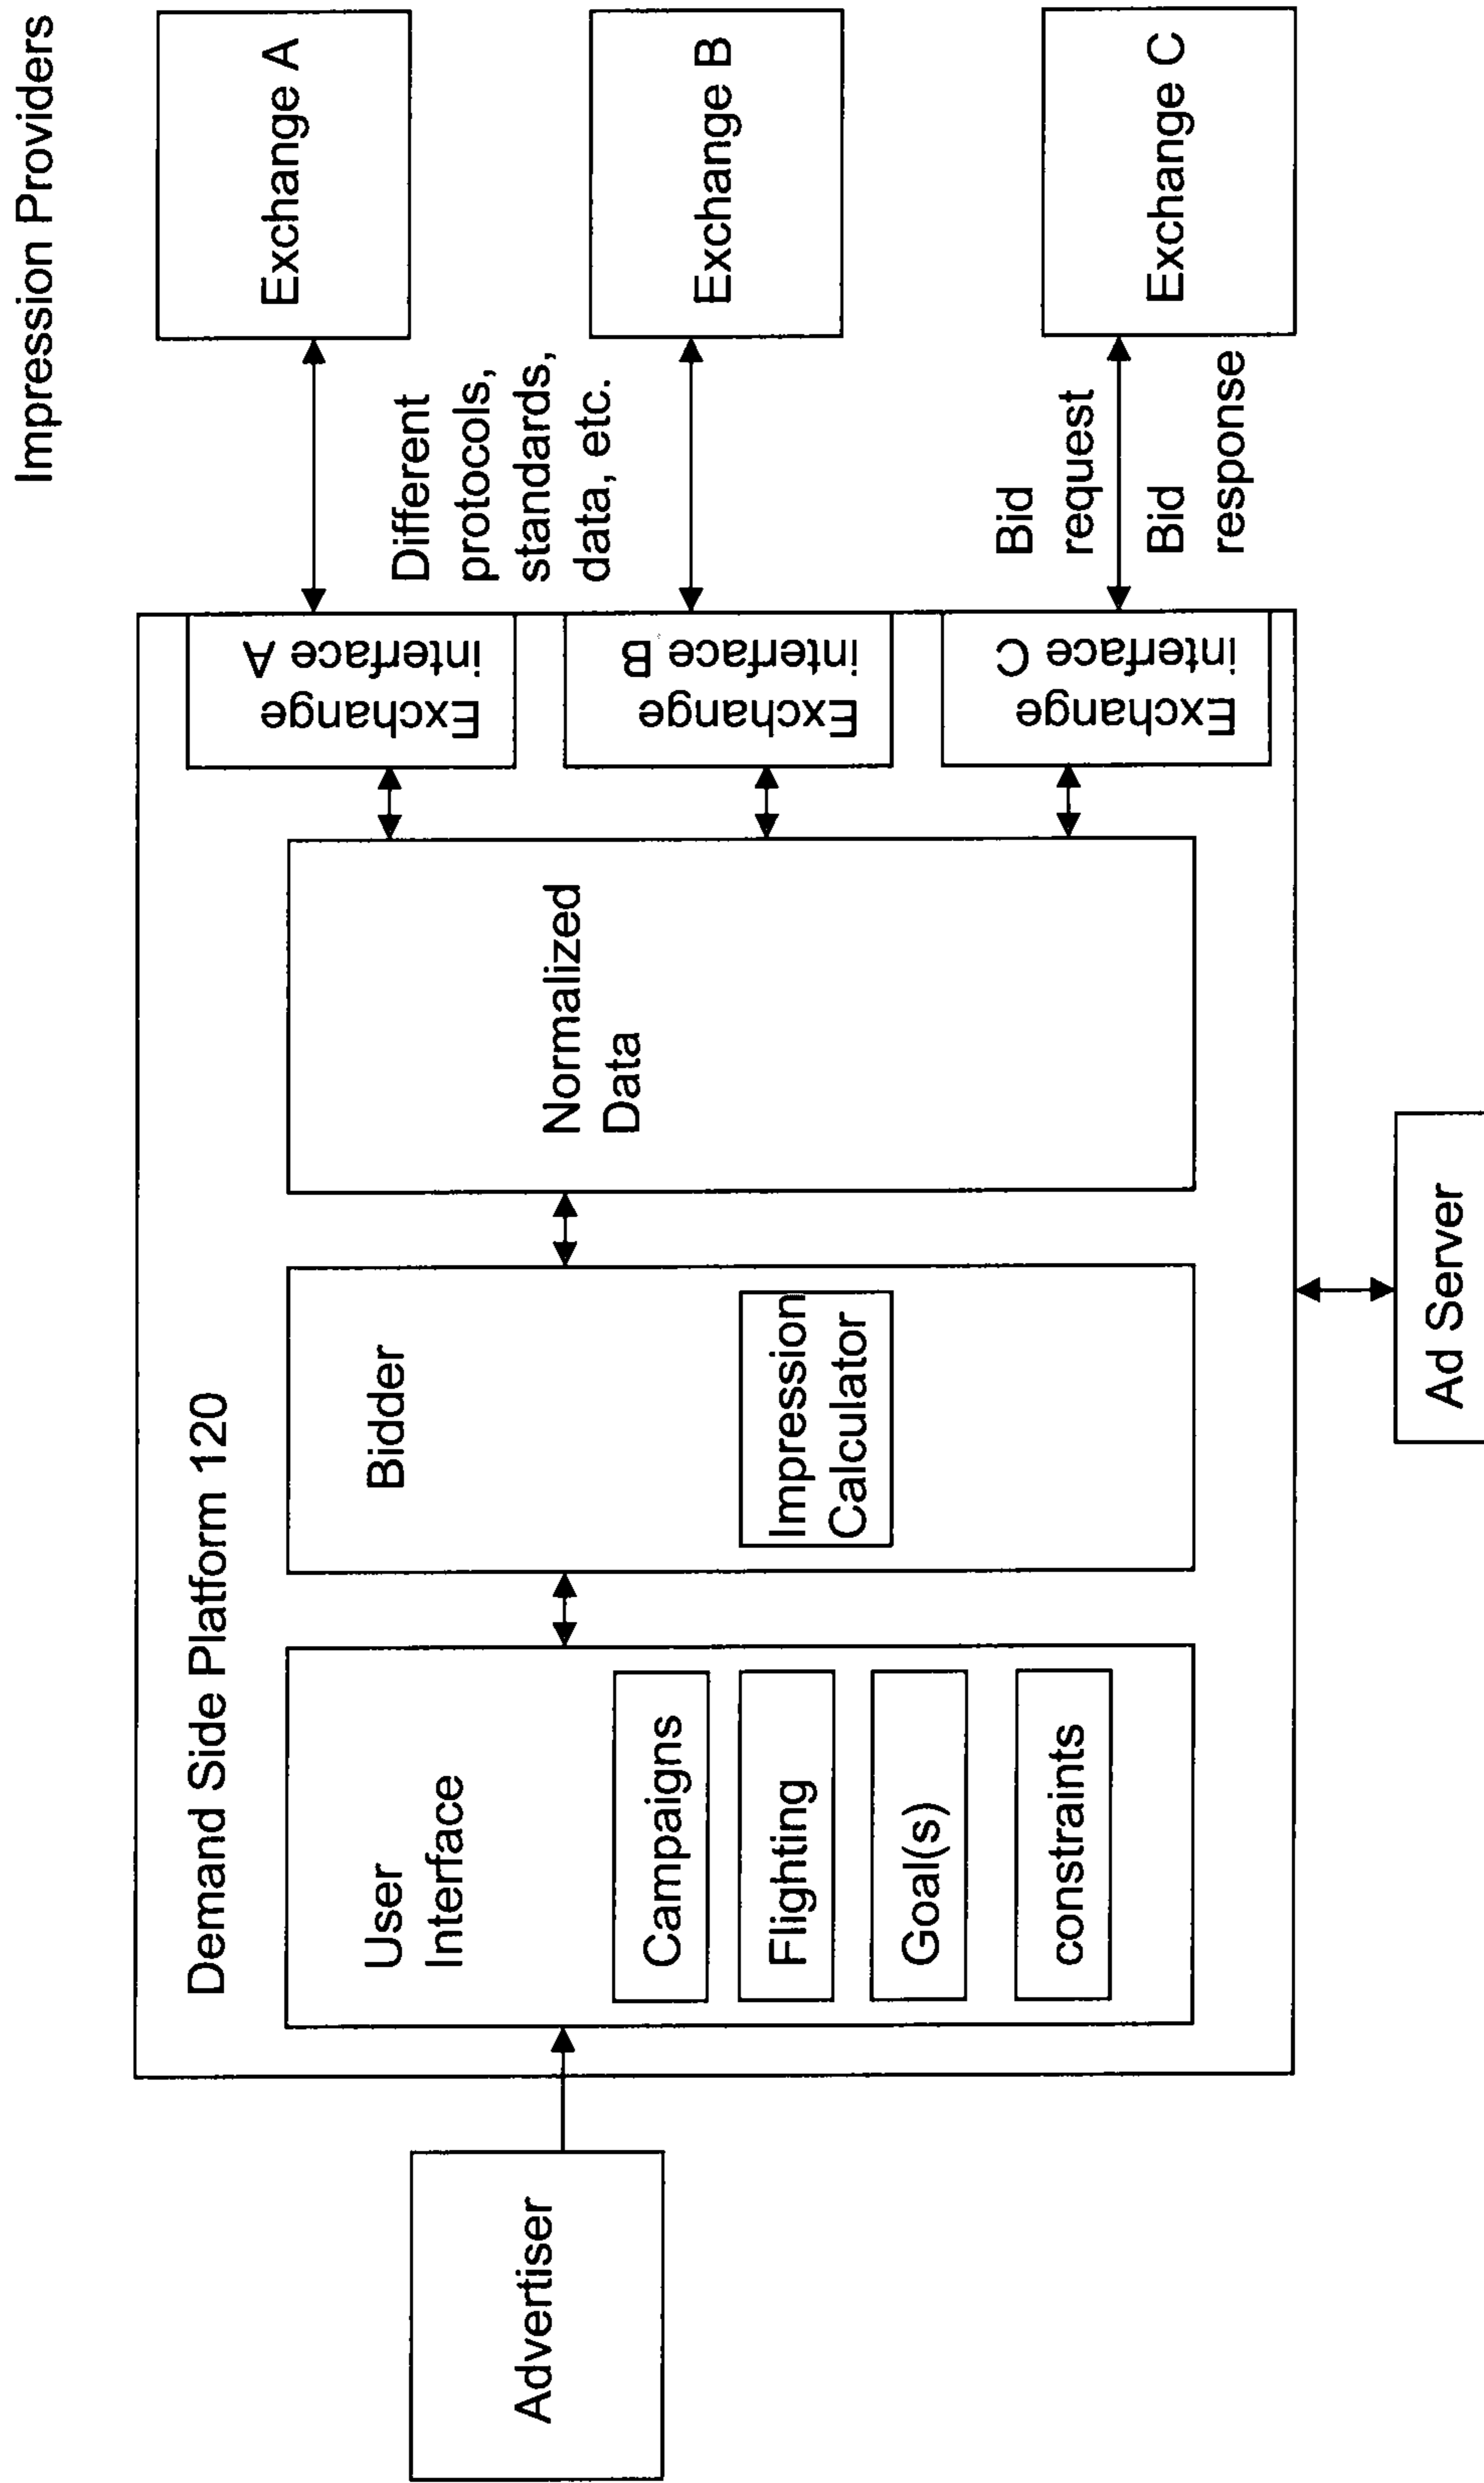 Impression Providers
Demand Side Platform 120
Advertiser
User
Interface
Campaigns
Flighting
Goal(s)
constraints
Bidder
Impression
Calculator
Normalized
Data
Exchange
interface A
Exchange
interface B
Exchange
interface C
Different
protocols,
standards,
data, etc.
Bid
request
Bid
response
Exchange A
Exchange B
Exchange C
Ad Server